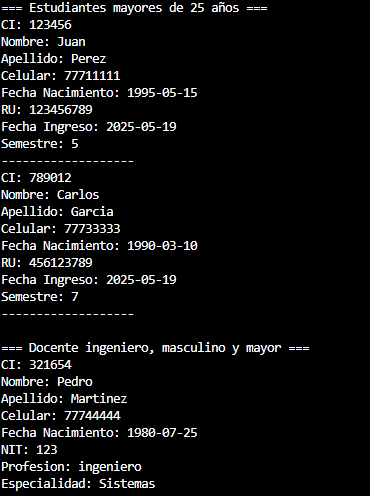 === Estudiantes mayores de 25 años ===
CI: 123456
Nombre: Juan
Apellido: Perez
Celular: 77711111
Fecha Nacimiento: 1995-05-15
RU: 123456789
Fecha Ingreso: 2025-05-19
Semestre: 5
-------------------
CI: 789012
Nombre: Carlos
Apellido: Garcia
Celular: 77733333
Fecha Nacimiento: 1990-03-10
RU: 456123789
Fecha Ingreso: 2025-05-19
Semestre: 7
-------------------

=== Docente ingeniero, masculino y mayor ===
CI: 321654
Nombre: Pedro
Apellido: Martinez
Celular: 77744444
Fecha Nacimiento: 1980-07-25
NIT: 123
Profesion: ingeniero
Especialidad: Sistemas